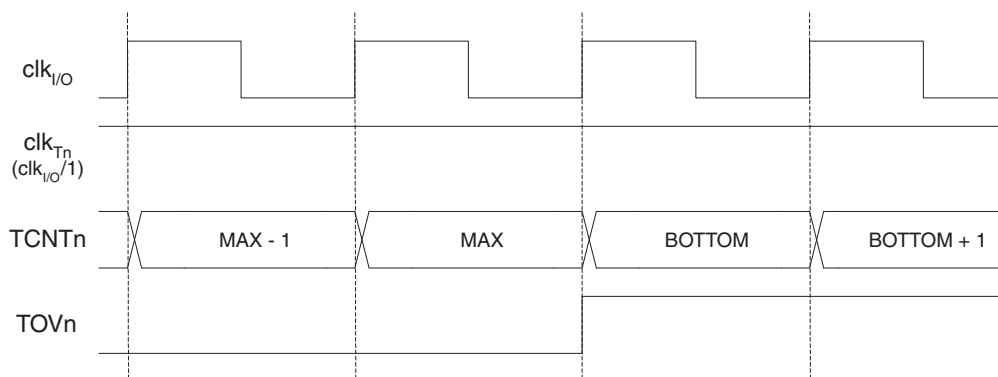 clkI/O
clkTn
(clkI/O/1)
TCNTn MAX - 1 MAX BOTTOM BOTTOM + 1
TOVn